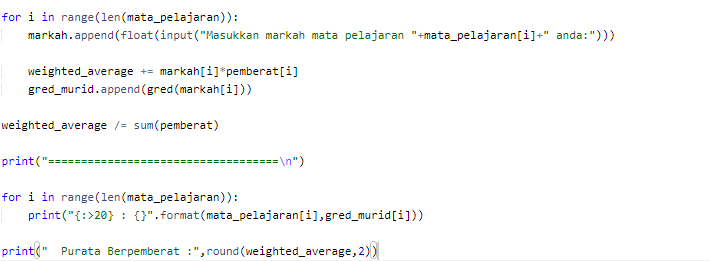 for i in range(len(mata_pelajaran)):
    markah.append(float(input("Masukkan markah mata pelajaran "+mata_pelajaran[i]+" anda:")))
    weighted_average += markah[i]*pemberat[i]
    gred_murid.append(gred(markah[i]))
weighted_average /= sum(pemberat)
print("===================================\n")
for i in range(len(mata_pelajaran)):
    print("{:>20} : {}".format(mata_pelajaran[i],gred_murid[i]))
print("  Purata Berpemberat :",round(weighted_average,2))